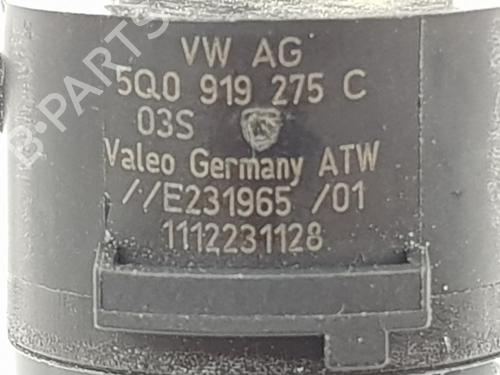 B-PARTS
VW AG
5Q0 919 275 C
03S
Valeo Germany ATW
//E231965 /01
1112231128